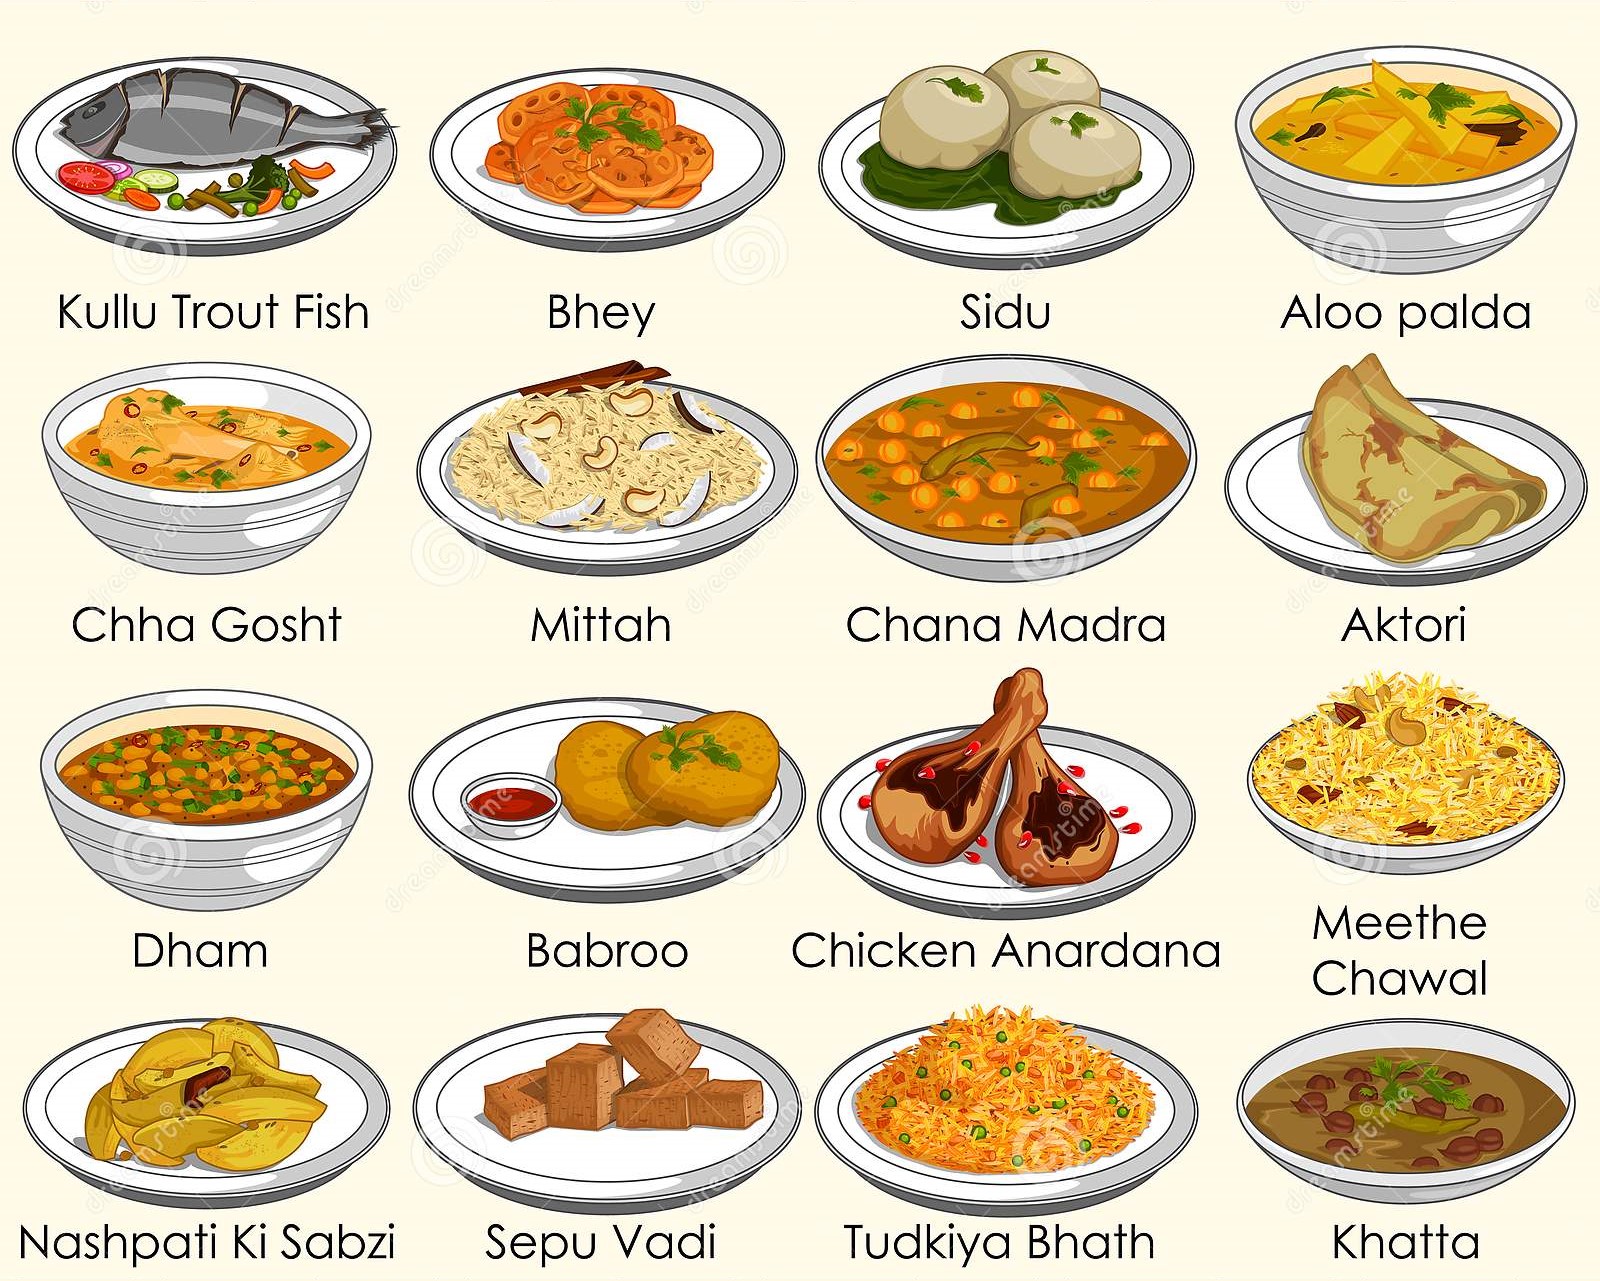 Kullu Trout Fish
Bhey
Sidu
Aloo palda
Chha Gosht
Mittah
Chana Madra
Aktori
Dham
Babroo
Chicken Anardana
Meethe
Chawal
Nashpati Ki Sabzi
Sepu Vadi
Tudkiya Bhath
Khatta
dreamstime